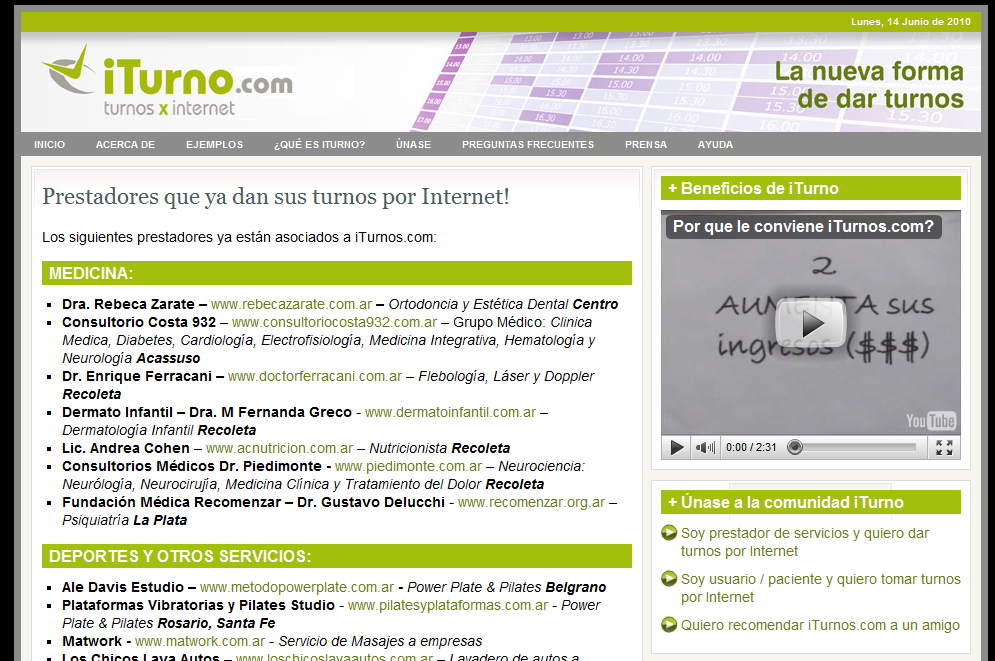 Lunes, 14 Junio de 2010
iTurno.com
turnos x internet
La nueva forma
de dar turnos
INICIO ACERCA DE EJEMPLOS ¿QUÉ ES ITURNO? ÚNASE PREGUNTAS FRECUENTES PRENSA AYUDA
Prestadores que ya dan sus turnos por Internet!
Los siguientes prestadores ya están asociados a iTurnos.com:
MEDICINA:
Dra. Rebeca Zarate – www.rebecazarate.com.ar – Ortodoncia y Estética Dental Centro
Consultorio Costa 932 – www.consultoriocosta932.com.ar – Grupo Médico: Clinica
Medica, Diabetes, Cardiología, Electrofisiología, Medicina Integrativa, Hematología y
Neurología Acassuso
Dr. Enrique Ferracani – www.doctorferracani.com.ar – Flebología, Láser y Doppler
Recoleta
Dermato Infantil – Dra. M Fernanda Greco - www.dermatoinfantil.com.ar –
Dermatología Infantil Recoleta
Lic. Andrea Cohen – www.acnutricion.com.ar – Nutricionista Recoleta
Consultorios Médicos Dr. Piedimonte - www.piedimonte.com.ar – Neurociencia:
Neurólogía, Neurocirujía, Medicina Clínica y Tratamiento del Dolor Recoleta
Fundación Médica Recomenzar – Dr. Gustavo Delucchi - www.recomenzar.org.ar –
Psiquiatría La Plata
DEPORTES Y OTROS SERVICIOS:
Ale Davis Estudio – www.metodopowerplate.com.ar - Power Plate & Pilates Belgrano
Plataformas Vibratorias y Pilates Studio - www.pilatesyplataformas.com.ar - Power
Plate & Pilates Rosario, Santa Fe
Matwork - www.matwork.com.ar - Servicio de Masajes a empresas
Los Chicos Lava Autos – www.loschicoslavaautos.com.ar – Lavadero de autos a
+ Beneficios de iTurno
Por que le conviene iTurnos.com?
2
AUMENTA sus
ingresos ($$$)
YouTube
0:00 / 2:31
+ Únase a la comunidad iTurno
Soy prestador de servicios y quiero dar
turnos por Internet
Soy usuario / paciente y quiero tomar turnos
por Internet
Quiero recomendar iTurnos.com a un amigo